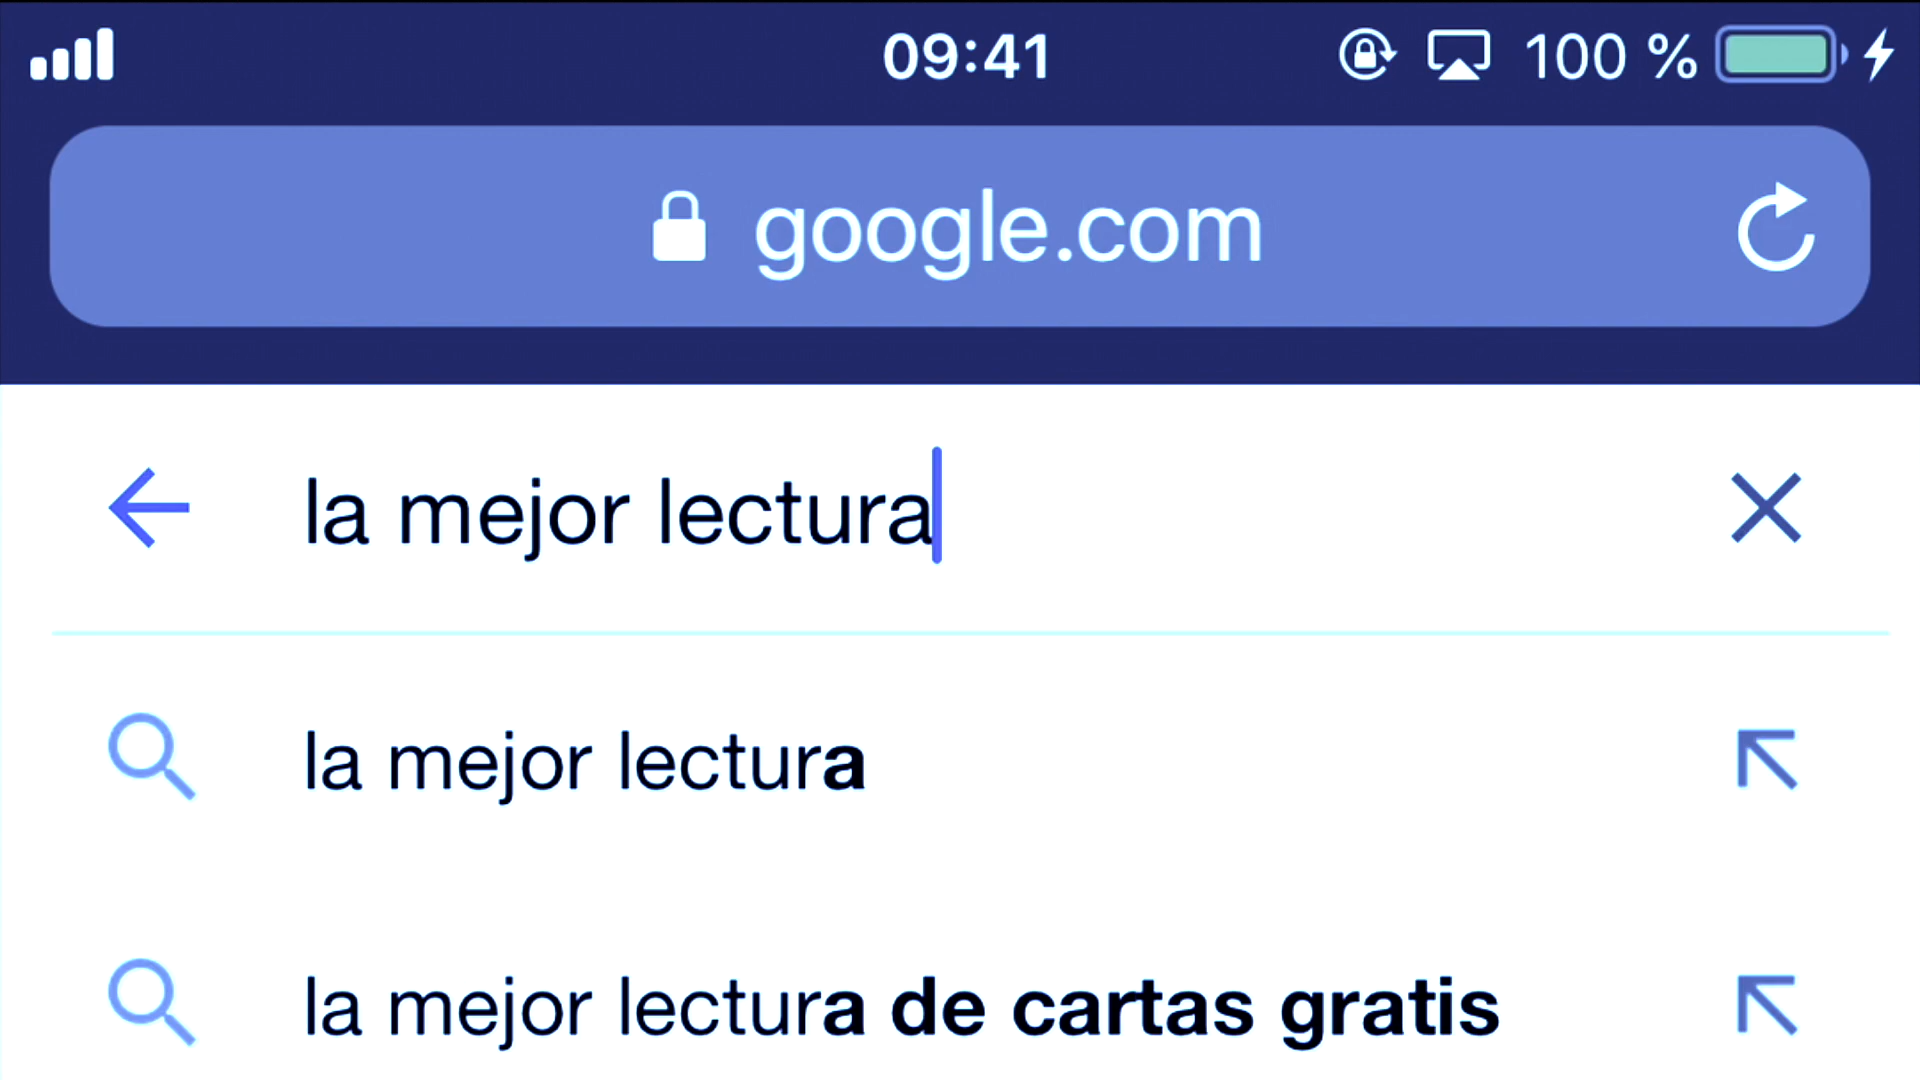 09:41
100 %
google.com
la mejor lectura
la mejor lectura
la mejor lectura de cartas gratis